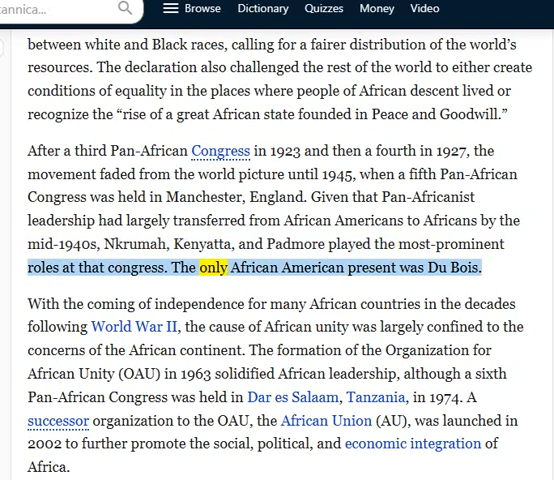 tannica...
Browse Dictionary Quizzes Money Video
between white and Black races, calling for a fairer distribution of the world’s
resources. The declaration also challenged the rest of the world to either create
conditions of equality in the places where people of African descent lived or
recognize the “rise of a great African state founded in Peace and Goodwill.”
After a third Pan-African Congress in 1923 and then a fourth in 1927, the
movement faded from the world picture until 1945, when a fifth Pan-African
Congress was held in Manchester, England. Given that Pan-Africanist
leadership had largely transferred from African Americans to Africans by the
mid-1940s, Nkrumah, Kenyatta, and Padmore played the most-prominent
roles at that congress. The only African American present was Du Bois.
With the coming of independence for many African countries in the decades
following World War II, the cause of African unity was largely confined to the
concerns of the African continent. The formation of the Organization for
African Unity (OAU) in 1963 solidified African leadership, although a sixth
Pan-African Congress was held in Dar es Salaam, Tanzania, in 1974. A
successor organization to the OAU, the African Union (AU), was launched in
2002 to further promote the social, political, and economic integration of
Africa.